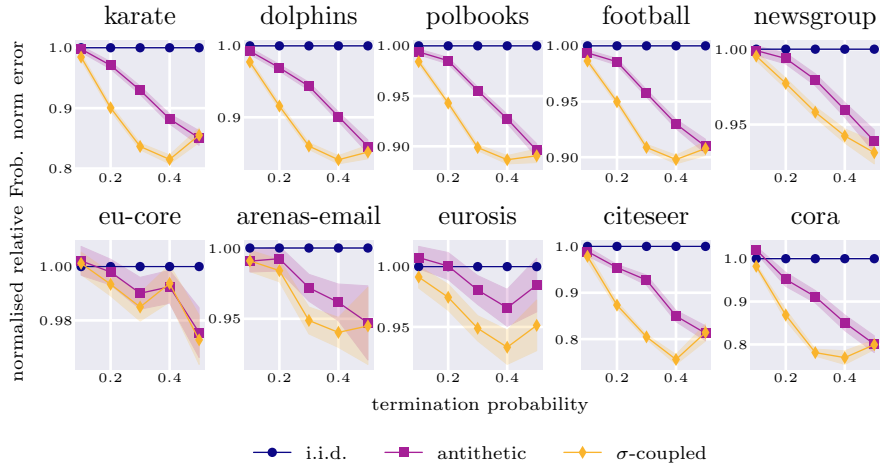 karate dolphins polbooks football newsgroup
1.0 1.0 1.00 1.00 1.00
0.9 0.9 0.95 0.95 0.95
0.8 0.90 0.90
0.2 0.4 0.2 0.4 0.2 0.4 0.2 0.4 0.2 0.4
normalised relative Frob. norm error
eu-core arenas-email eurosis citeseer cora
1.00 1.00 1.00 1.0 1.0
0.98 0.95 0.95 0.9 0.9
0.8 0.8
0.2 0.4 0.2 0.4 0.2 0.4 0.2 0.4 0.2 0.4
termination probability
i.i.d. antithetic σ-coupled